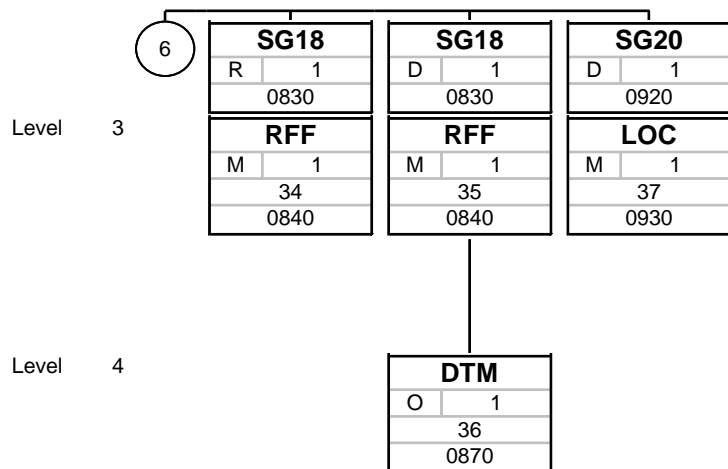 6
SG18 SG18 SG20
R 1 D 1 D 1
0830 0830 0920
Level 3
RFF RFF LOC
M 1 M 1 M 1
34 35 37
0840 0840 0930
Level 4
DTM
O 1
36
0870